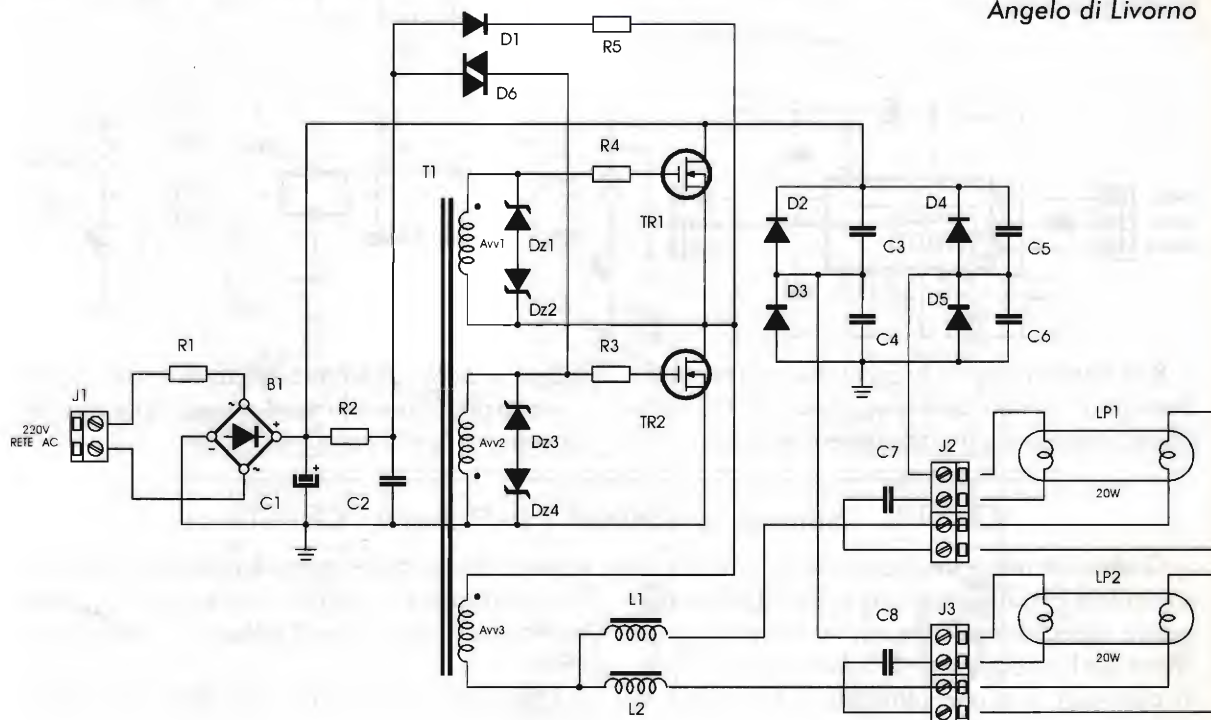 Angelo di Livorno
D1
R5
D6
R4
T1
TR1
Avv1
Dz1
Dz2
D2
D4
C3
C5
D3
D5
C4
C6
R3
TR2
R1
B1
J1
220V
RETE AC
~
+
-
~
R2
+
C1
C2
Avv2
Dz3
Dz4
C7
J2
LP1
20W
Avv3
L1
L2
C8
J3
LP2
20W